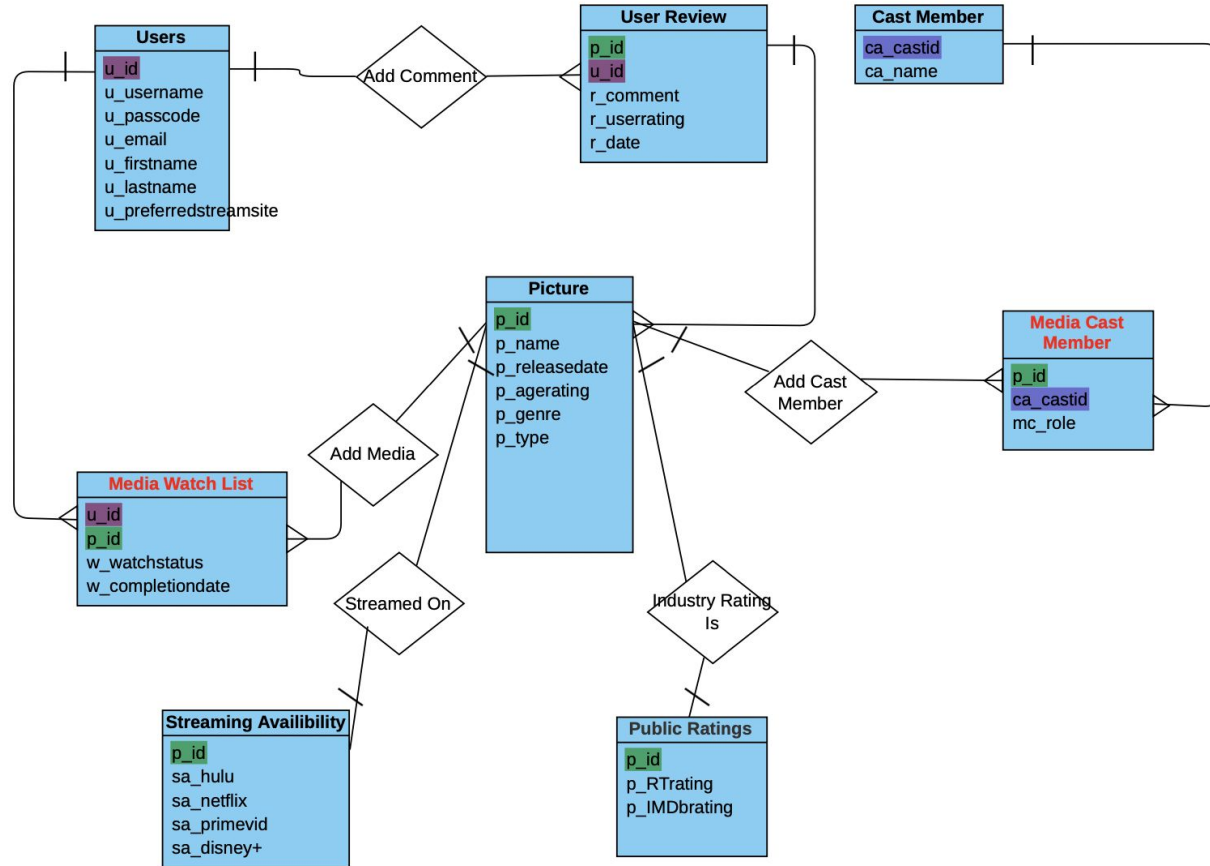 Users
u_id
u_username
u_passcode
u_email
u_firstname
u_lastname
u_preferredstreamsite
Add Comment
User Review
p_id
u_id
r_comment
r_userrating
r_date
Cast Member
ca_castid
ca_name
Picture
p_id
p_name
p_releasedate
p_agerating
p_genre
p_type
Add Cast
Member
Media Cast
Member
p_id
ca_castid
mc_role
Add Media
Media Watch List
u_id
p_id
w_watchstatus
w_completiondate
Streamed On
Industry Rating
Is
Streaming Availibility
p_id
sa_hulu
sa_netflix
sa_primevid
sa_disney+
Public Ratings
p_id
p_RTrating
p_IMDbrating